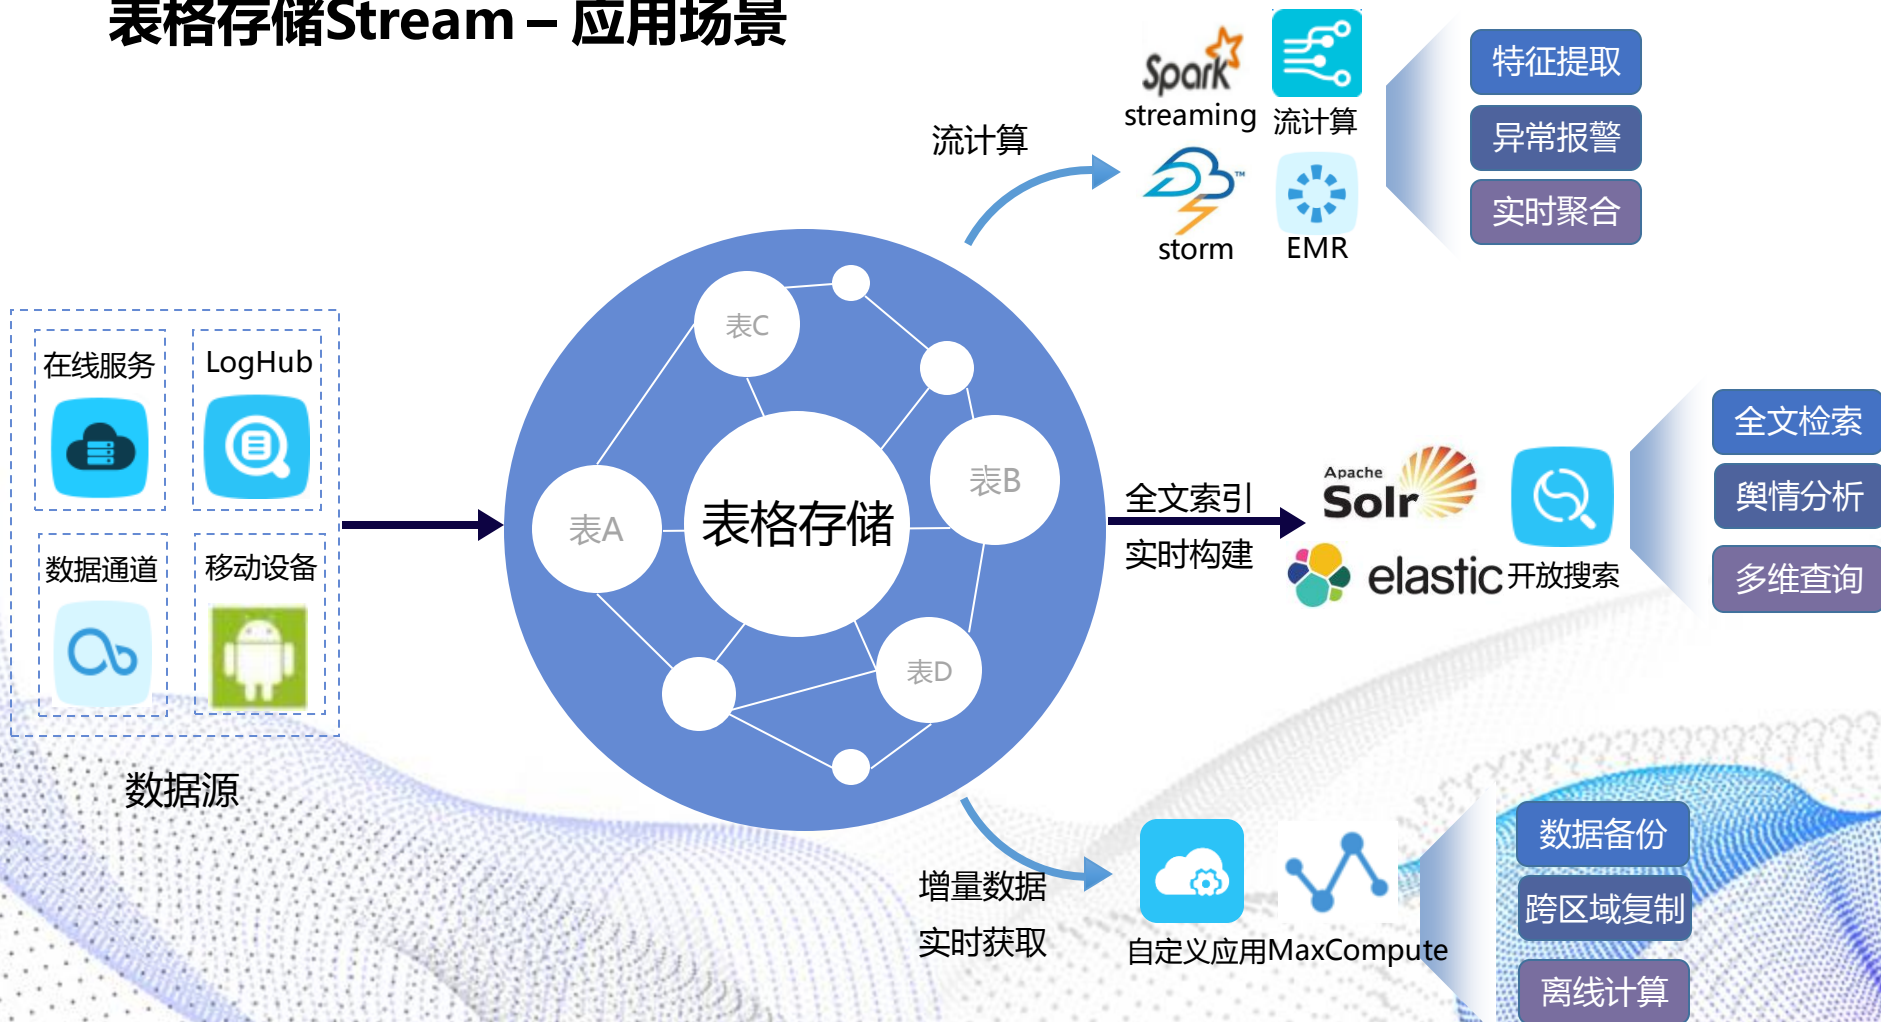 表格存储Stream – 应用场景
Spark
streaming
流计算
storm
EMR
流计算
特征提取
异常报警
实时聚合
在线服务
LogHub
数据通道
移动设备
数据源
表C
表B
表A
表格存储
表D
全文索引
实时构建
Apache
Solr
elastic
开放搜索
全文检索
舆情分析
多维查询
增量数据
实时获取
自定义应用
MaxCompute
数据备份
跨区域复制
离线计算